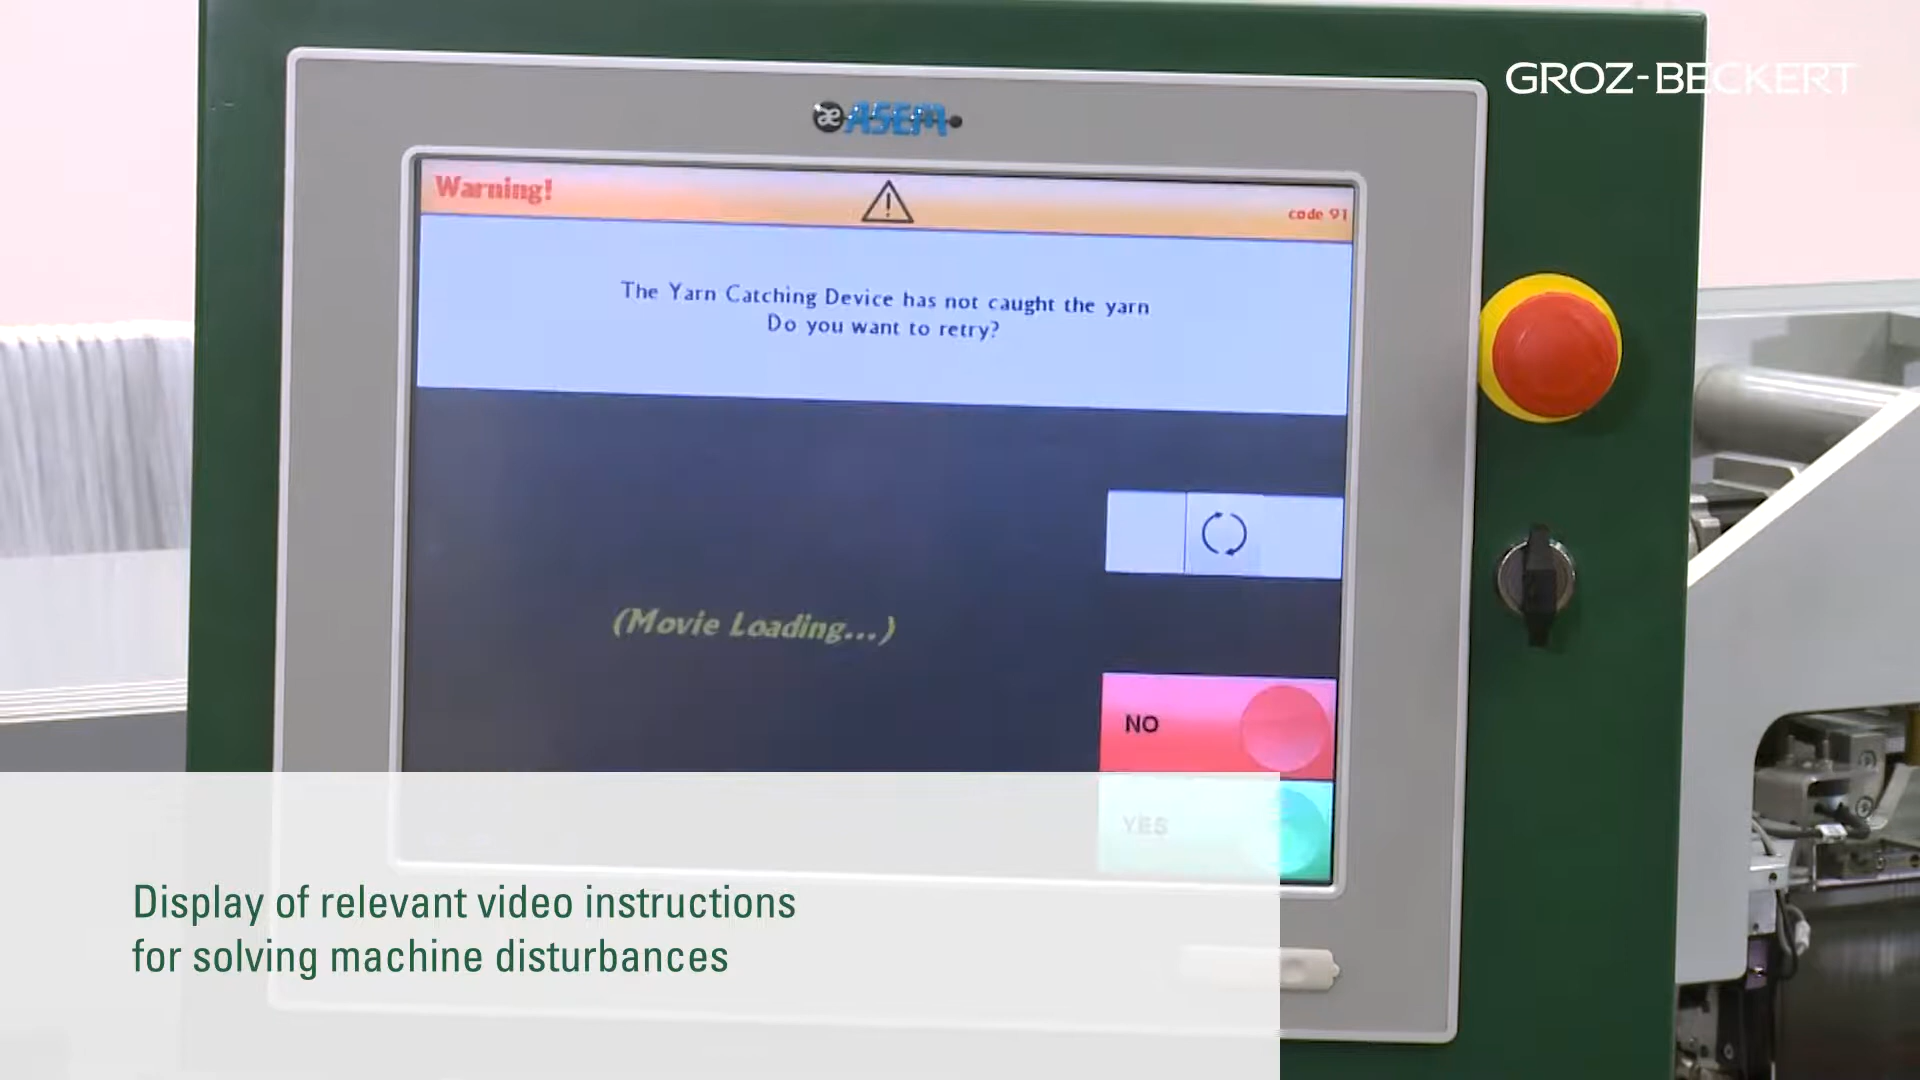 GROZ-BECKERT
æ ASEM
Warning!
code 91
The Yarn Catching Device has not caught the yarn
Do you want to retry?
(Movie Loading...)
NO
YES
Display of relevant video instructions
for solving machine disturbances